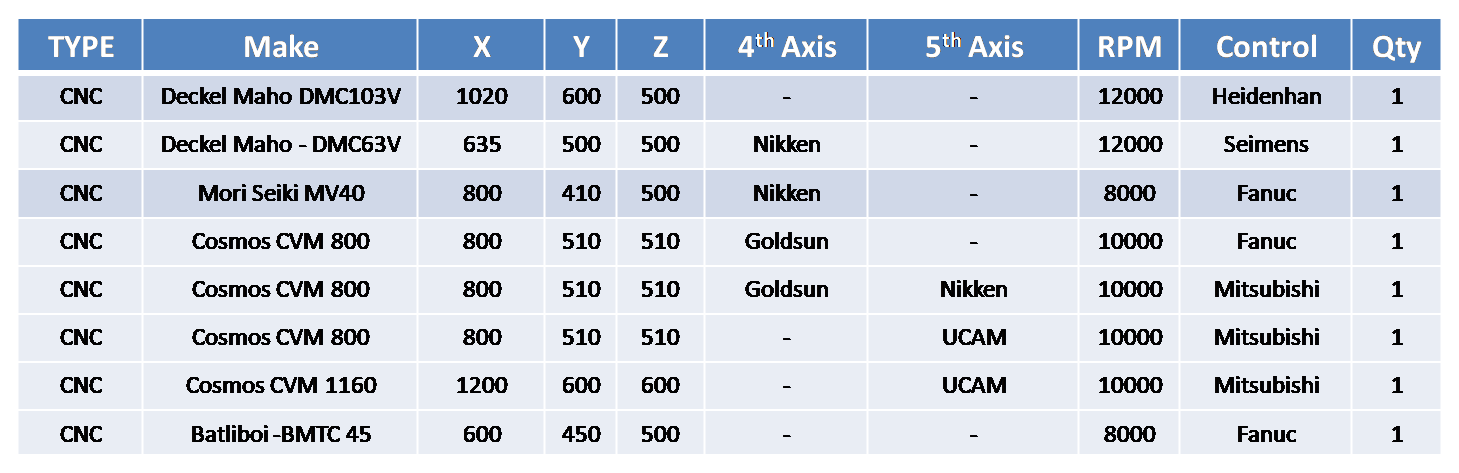 TYPE Make X Y Z 4th Axis 5th Axis RPM Control Qty
CNC Deckel Maho DMC103V 1020 600 500 - - 12000 Heidenhan 1
CNC Deckel Maho - DMC63V 635 500 500 Nikken - 12000 Seimens 1
CNC Mori Seiki MV40 800 410 500 Nikken - 8000 Fanuc 1
CNC Cosmos CVM 800 800 510 510 Goldsun - 10000 Fanuc 1
CNC Cosmos CVM 800 800 510 510 Goldsun Nikken 10000 Mitsubishi 1
CNC Cosmos CVM 800 800 510 510 - UCAM 10000 Mitsubishi 1
CNC Cosmos CVM 1160 1200 600 600 - UCAM 10000 Mitsubishi 1
CNC Batliboi -BMTC 45 600 450 500 - - 8000 Fanuc 1